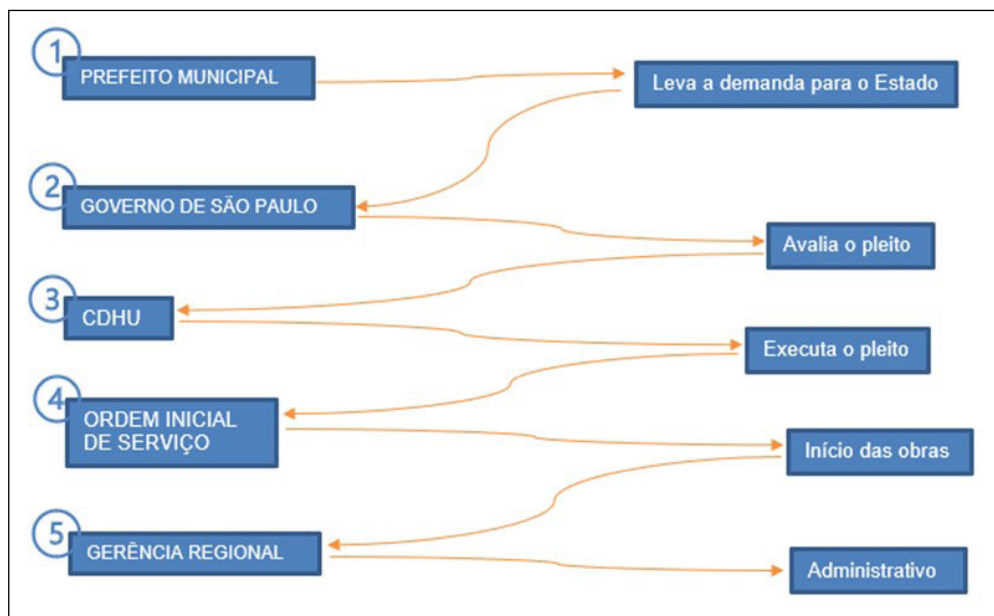 1
PREFEITO MUNICIPAL
Leva a demanda para o Estado
2
GOVERNO DE SÃO PAULO
Avalia o pleito
3
CDHU
Executa o pleito
4
ORDEM INICIAL
DE SERVIÇO
Início das obras
5
GERÊNCIA REGIONAL
Administrativo